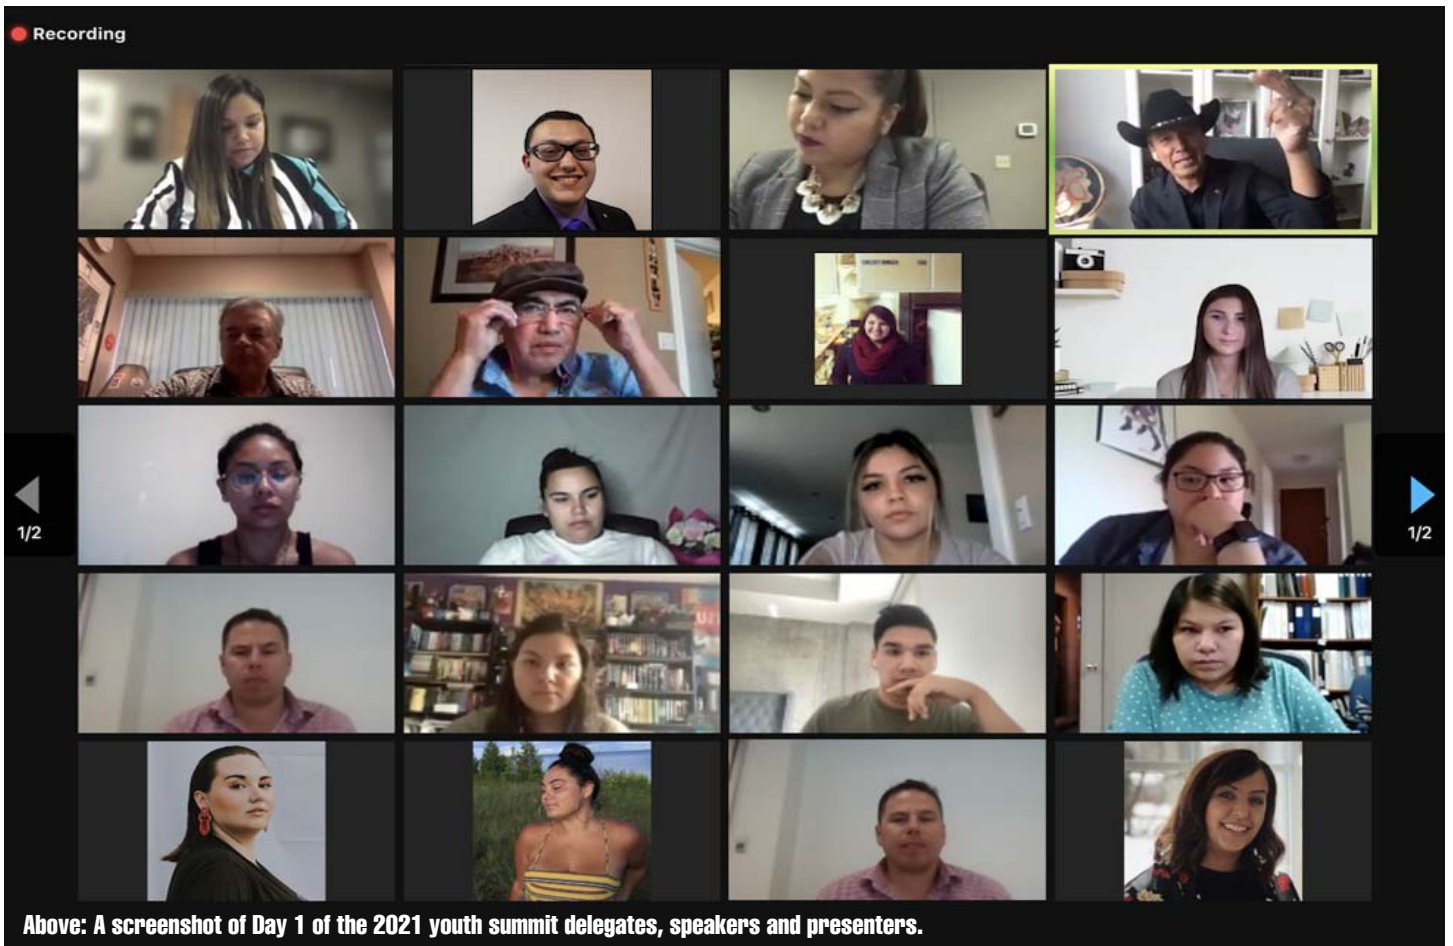 Recording
1/2
1/2
Above: A screenshot of Day 1 of the 2021 youth summit delegates, speakers and presenters.